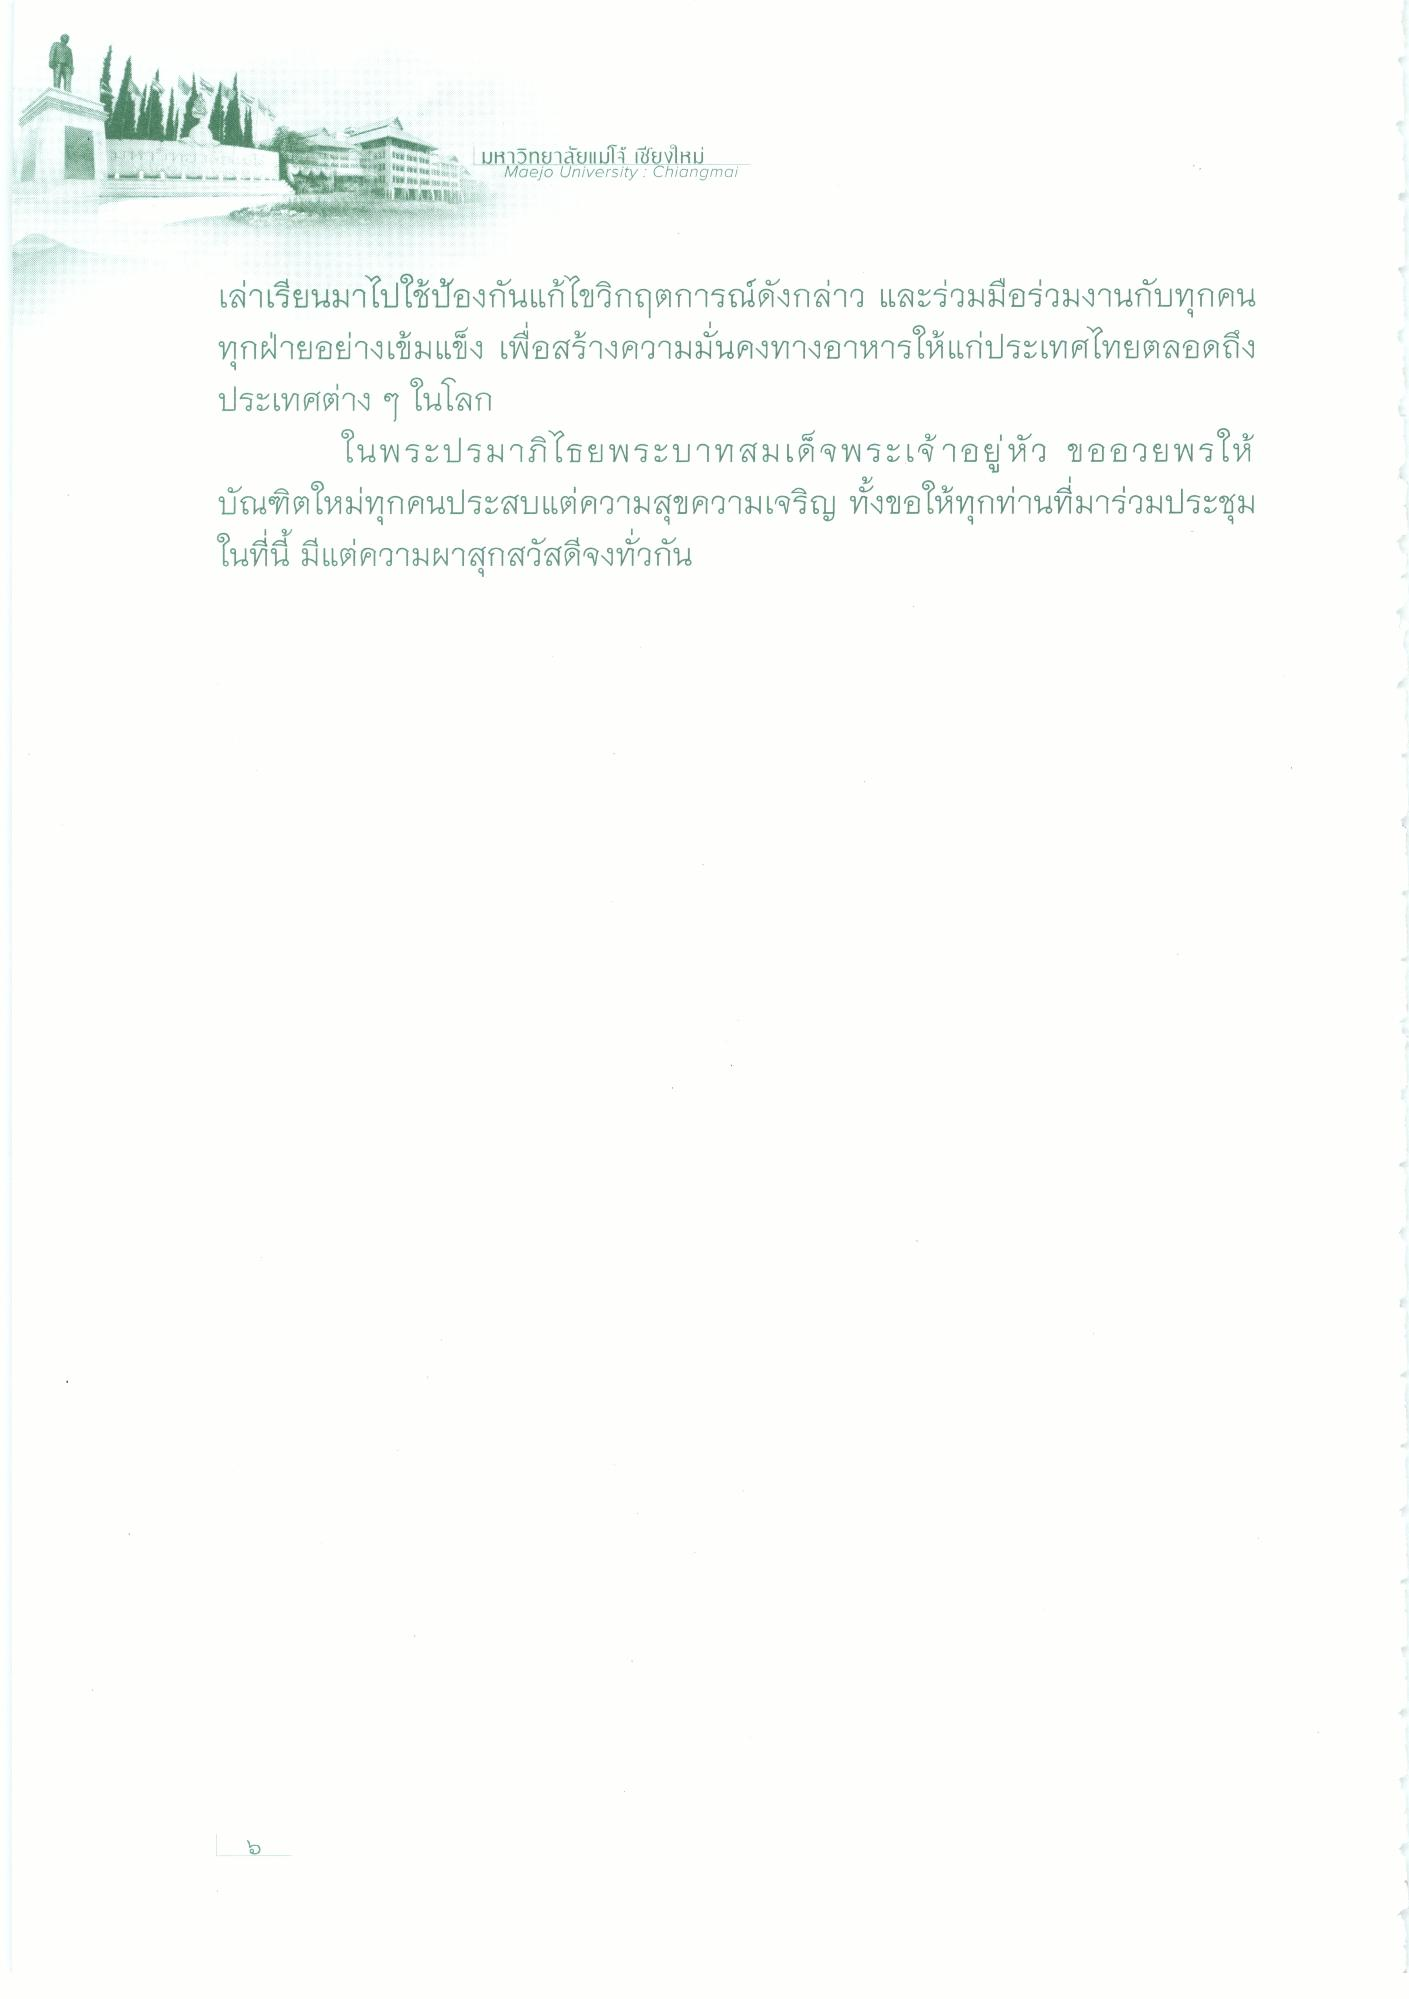 มหาวิทยาลัยแม่โจ้ เชียงใหม่
Maejo University : Chiangmai
เล่าเรียนมาไปใช้ป้องกันแก้ไขวิกฤตการณ์ดังกล่าว และร่วมมือร่วมงานกับทุกคน
ทุกฝ่ายอย่างเข้มแข็ง เพื่อสร้างความมั่นคงทางอาหารให้แก่ประเทศไทยตลอดถึง
ประเทศต่าง ๆ ในโลก
ในพระปรมาภิไธยพระบาทสมเด็จพระเจ้าอยู่หัว ขออวยพรให้
บัณฑิตใหม่ทุกคนประสบแต่ความสุขความเจริญ ทั้งขอให้ทุกท่านที่มาร่วมประชุม
ในที่นี้ มีแต่ความผาสุกสวัสดีจงทั่วกัน
๖